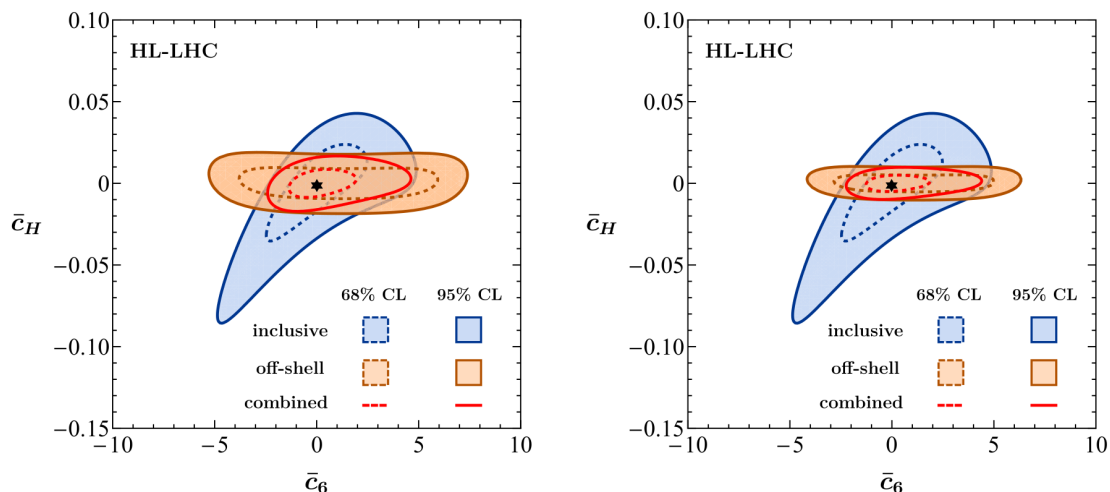 0.10
HL-LHC
0.05
0
c̄_H
−0.05
68% CL 95% CL
inclusive
−0.10
off-shell
combined
−0.15
−10 −5 0 5 10
c̄_6
0.10
HL-LHC
0.05
0
c̄_H
−0.05
68% CL 95% CL
inclusive
−0.10
off-shell
combined
−0.15
−10 −5 0 5 10
c̄_6